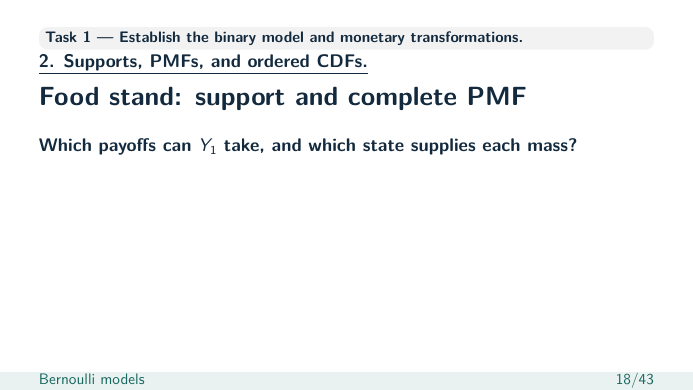 Task 1 — Establish the binary model and monetary transformations.
2. Supports, PMFs, and ordered CDFs.
Food stand: support and complete PMF
Which payoffs can Y₁ take, and which state supplies each mass?
Bernoulli models 18/43